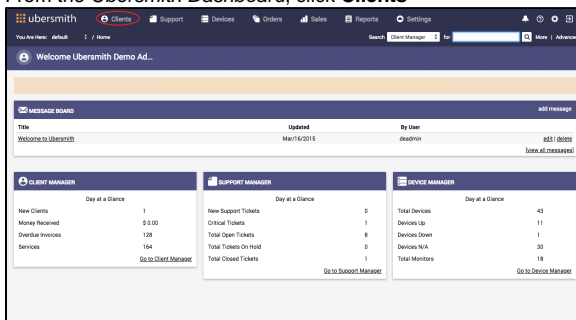 From the Ubersmith Dashboard, click Clients
ubersmith Clients Support Devices Orders Sales Reports Settings
You Are Here: default / Home Search Client Manager for More | Advance
Welcome Ubersmith Demo Ad...
MESSAGE BOARD add message
Title Updated By User
Welcome to Ubersmith Mar/16/2015 deadmin edit | delete
[view all messages]
CLIENT MANAGER
Day at a Glance
New Clients 1
Money Received $ 0.00
Overdue Invoices 128
Services 164
Go to Client Manager
SUPPORT MANAGER
Day at a Glance
New Support Tickets 0
Critical Tickets 1
Total Open Tickets 8
Total Tickets On Hold 0
Total Closed Tickets 1
Go to Support Manager
DEVICE MANAGER
Day at a Glance
Total Devices 43
Devices Up 11
Devices Down 1
Devices N/A 30
Total Monitors 18
Go to Device Manager